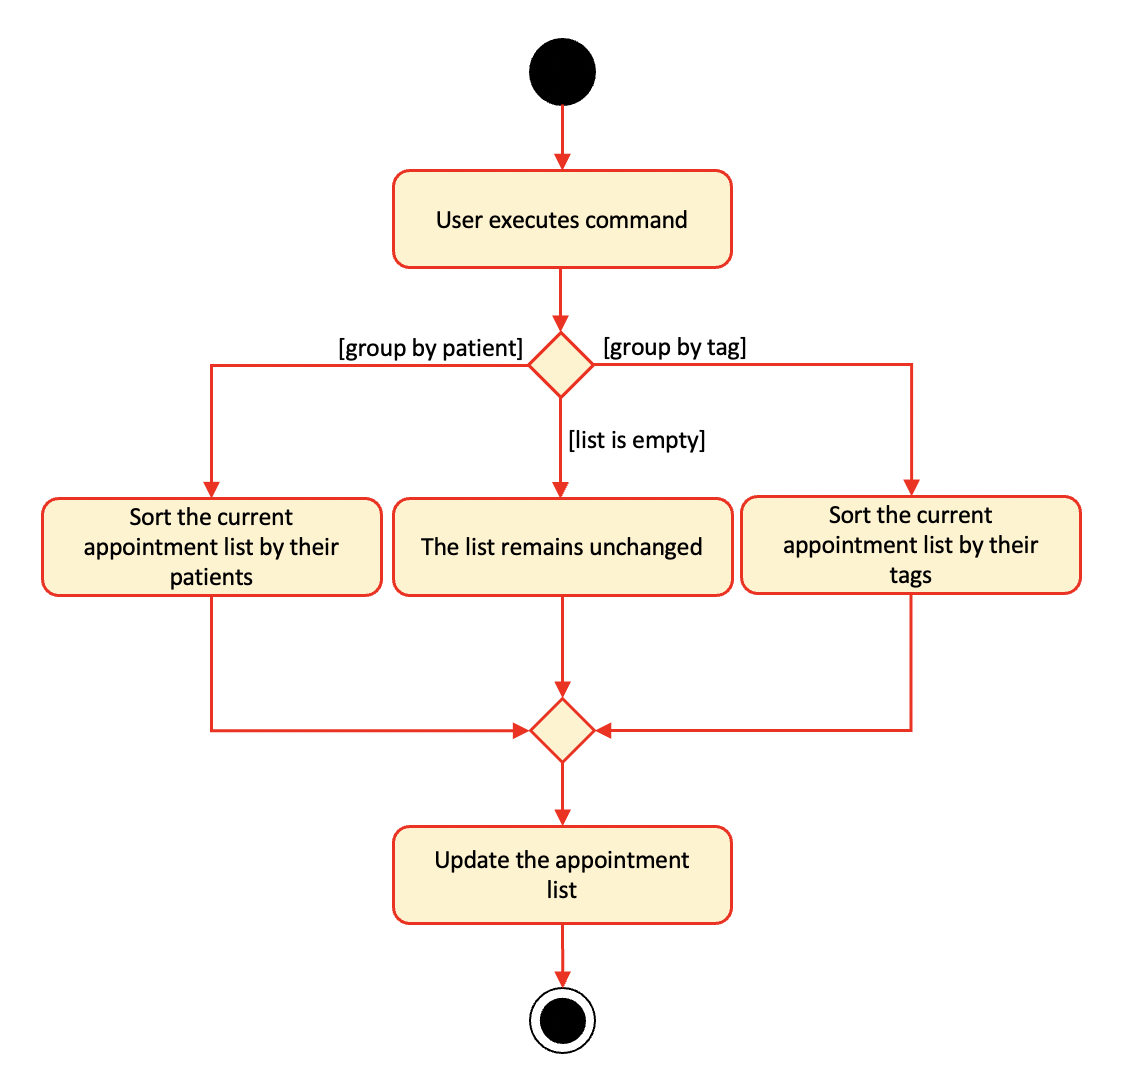 User executes command
[group by patient]
[group by tag]
[list is empty]
Sort the current
appointment list by their
patients
The list remains unchanged
Sort the current
appointment list by their
tags
Update the appointment
list